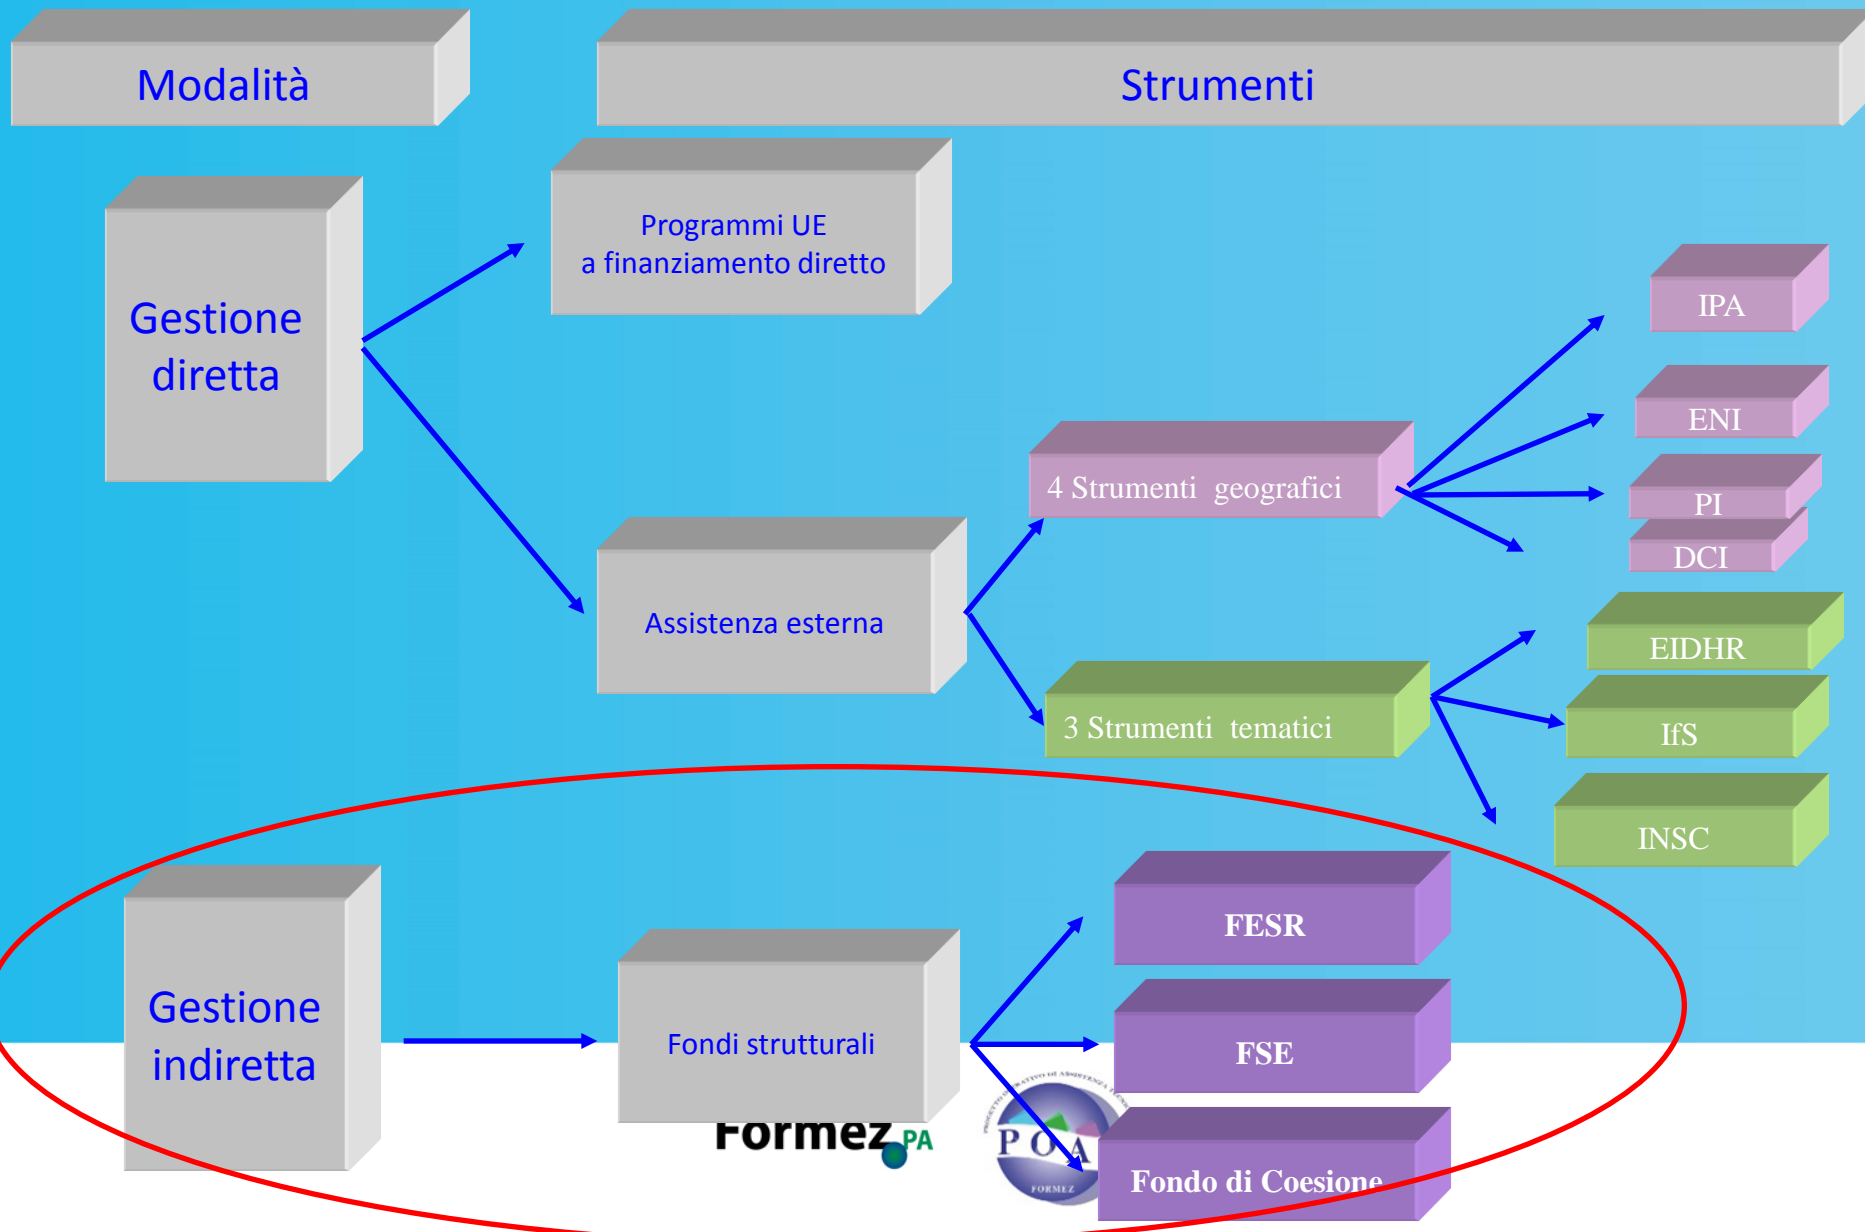 Modalità
Strumenti
Programmi UE
a finanziamento diretto
Gestione
diretta
IPA
ENI
4 Strumenti geografici
PI
DCI
Assistenza esterna
EIDHR
3 Strumenti tematici
IfS
INSC
FESR
Gestione
indiretta
Fondi strutturali
FSE
Formez PA
POA
FORMEZ
Fondo di Coesione